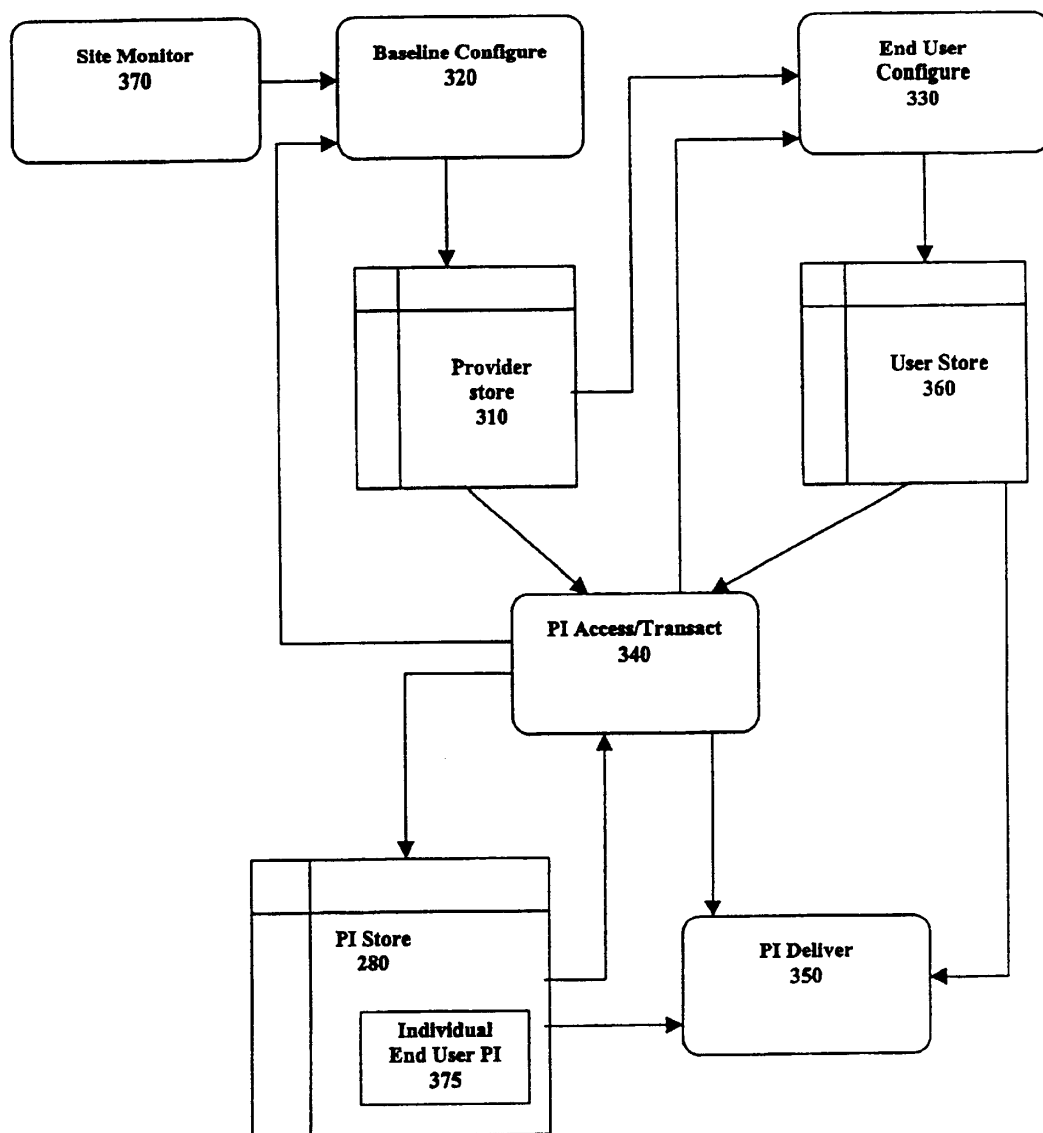 Site Monitor
370
Baseline Configure
320
End User
Configure
330
Provider
store
310
User Store
360
PI Access/Transact
340
PI Store
280
Individual
End User PI
375
PI Deliver
350